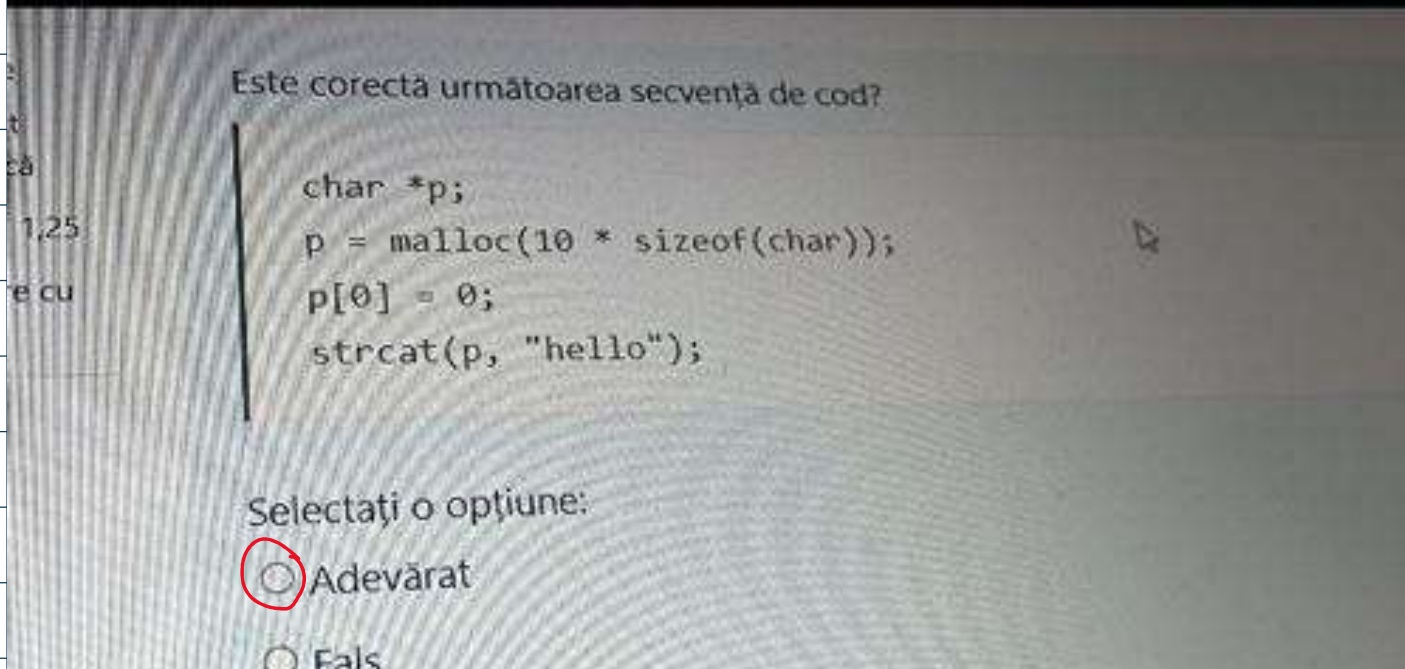 Este corectă următoarea secvență de cod?
că
1,25
e cu
char *p;
p = malloc(10 * sizeof(char));
p[0] = 0;
strcat(p, "hello");
Selectați o opțiune:
Adevărat
Fals